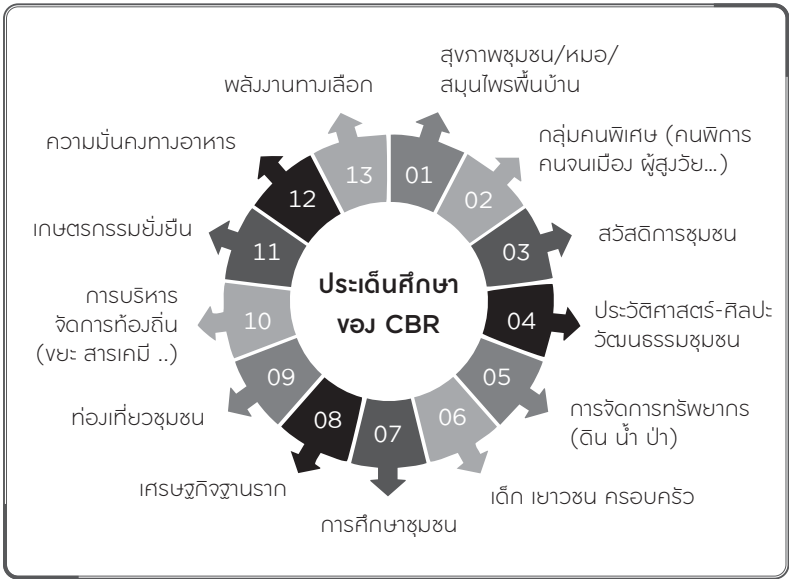 ประเด็นศึกษา
ของ CBR
01
สุขภาพชุมชน/หมอ/
สมุนไพรพื้นบ้าน
02
กลุ่มคนพิเศษ (คนพิการ
คนจนเมือง ผู้สูงวัย...)
03
สวัสดิการชุมชน
04
ประวัติศาสตร์-ศิลปะ
วัฒนธรรมชุมชน
05
การจัดการทรัพยากร
(ดิน น้ำ ป่า)
06
เด็ก เยาวชน ครอบครัว
07
การศึกษาชุมชน
08
เศรษฐกิจฐานราก
09
ท่องเที่ยวชุมชน
10
การบริหาร
จัดการท้องถิ่น
(ขยะ สารเคมี ..)
11
เกษตรกรรมยั่งยืน
12
ความมั่นคงทางอาหาร
13
พลังงานทางเลือก